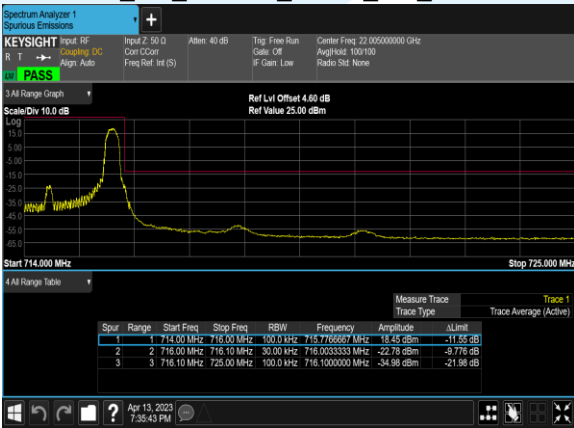 Spectrum Analyzer 1
Spurious Emissions
+
KEYSIGHT Input: RF Input Z: 50 Ω Atten: 40 dB Trig: Free Run Center Freq: 22.005000000 GHz
R T Coupling: DC Corr CCorr Gate: Off Avg|Hold: 100/100
Align: Auto Freq Ref: Int (S) IF Gain: Low Radio Std: None
PASS
3 All Range Graph
Ref Lvl Offset 4.60 dB
Scale/Div 10.0 dB Ref Value 25.00 dBm
Log
15.0
5.00
-5.00
-15.0
-25.0
-35.0
-45.0
-55.0
-65.0
Start 714.000 MHz Stop 725.000 MHz
4 All Range Table
Measure Trace Trace 1
Trace Type Trace Average (Active)
Spur Range Start Freq Stop Freq RBW Frequency Amplitude ΔLimit
1 1 714.00 MHz 716.00 MHz 100.0 kHz 715.7766667 MHz 18.45 dBm -11.55 dB
2 2 716.00 MHz 716.10 MHz 30.00 kHz 716.0033333 MHz -22.78 dBm -9.776 dB
3 3 716.10 MHz 725.00 MHz 100.0 kHz 716.1000000 MHz -34.98 dBm -21.98 dB
? Apr 13, 2023
7:35:43 PM